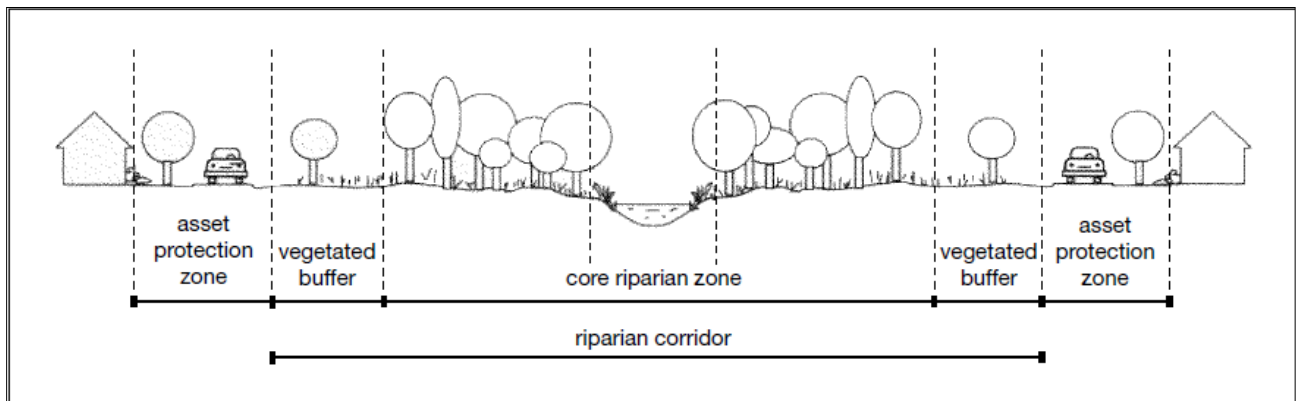 asset
protection
zone
vegetated
buffer
core riparian zone
vegetated
buffer
asset
protection
zone
riparian corridor